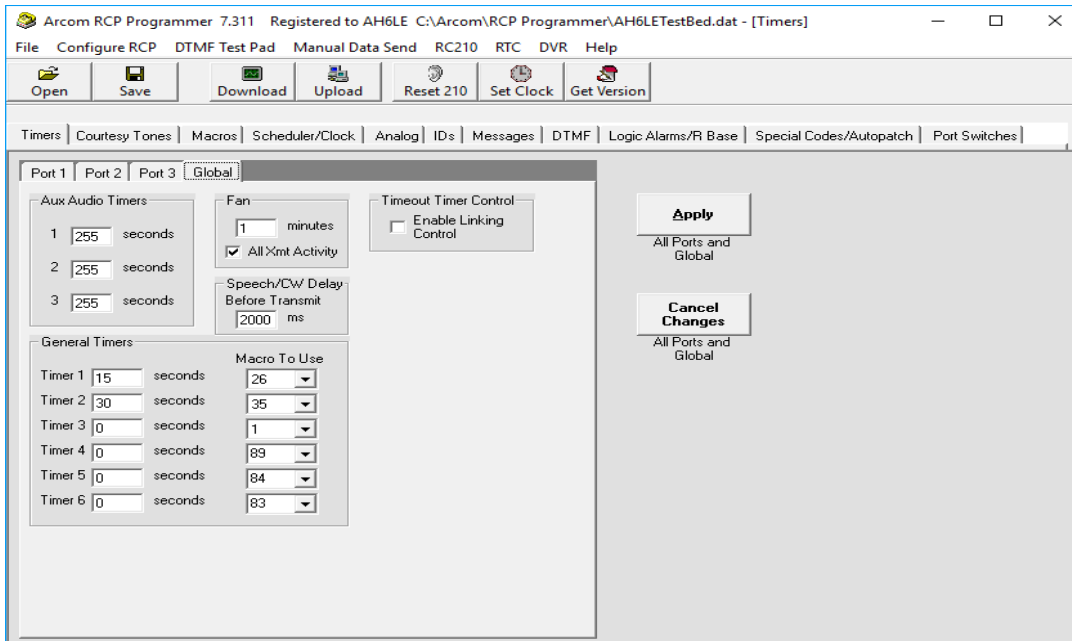 Arcom RCP Programmer 7.311 Registered to AH6LE C:\Arcom\RCP Programmer\AH6LETestBed.dat - [Timers]
File Configure RCP DTMF Test Pad Manual Data Send RC210 RTC DVR Help
Open Save Download Upload Reset 210 Set Clock Get Version
Timers Courtesy Tones Macros Scheduler/Clock Analog IDs Messages DTMF Logic Alarms/R Base Special Codes/Autopatch Port Switches
Port 1 Port 2 Port 3 Global
Aux Audio Timers
1 255 seconds
2 255 seconds
3 255 seconds
Fan
1 minutes
All Xmt Activity
Speech/CW Delay
Before Transmit
2000 ms
Timeout Timer Control
Enable Linking
Control
General Timers
Macro To Use
Timer 1 15 seconds 26
Timer 2 30 seconds 35
Timer 3 0 seconds 1
Timer 4 0 seconds 89
Timer 5 0 seconds 84
Timer 6 0 seconds 83
Apply
All Ports and
Global
Cancel
Changes
All Ports and
Global